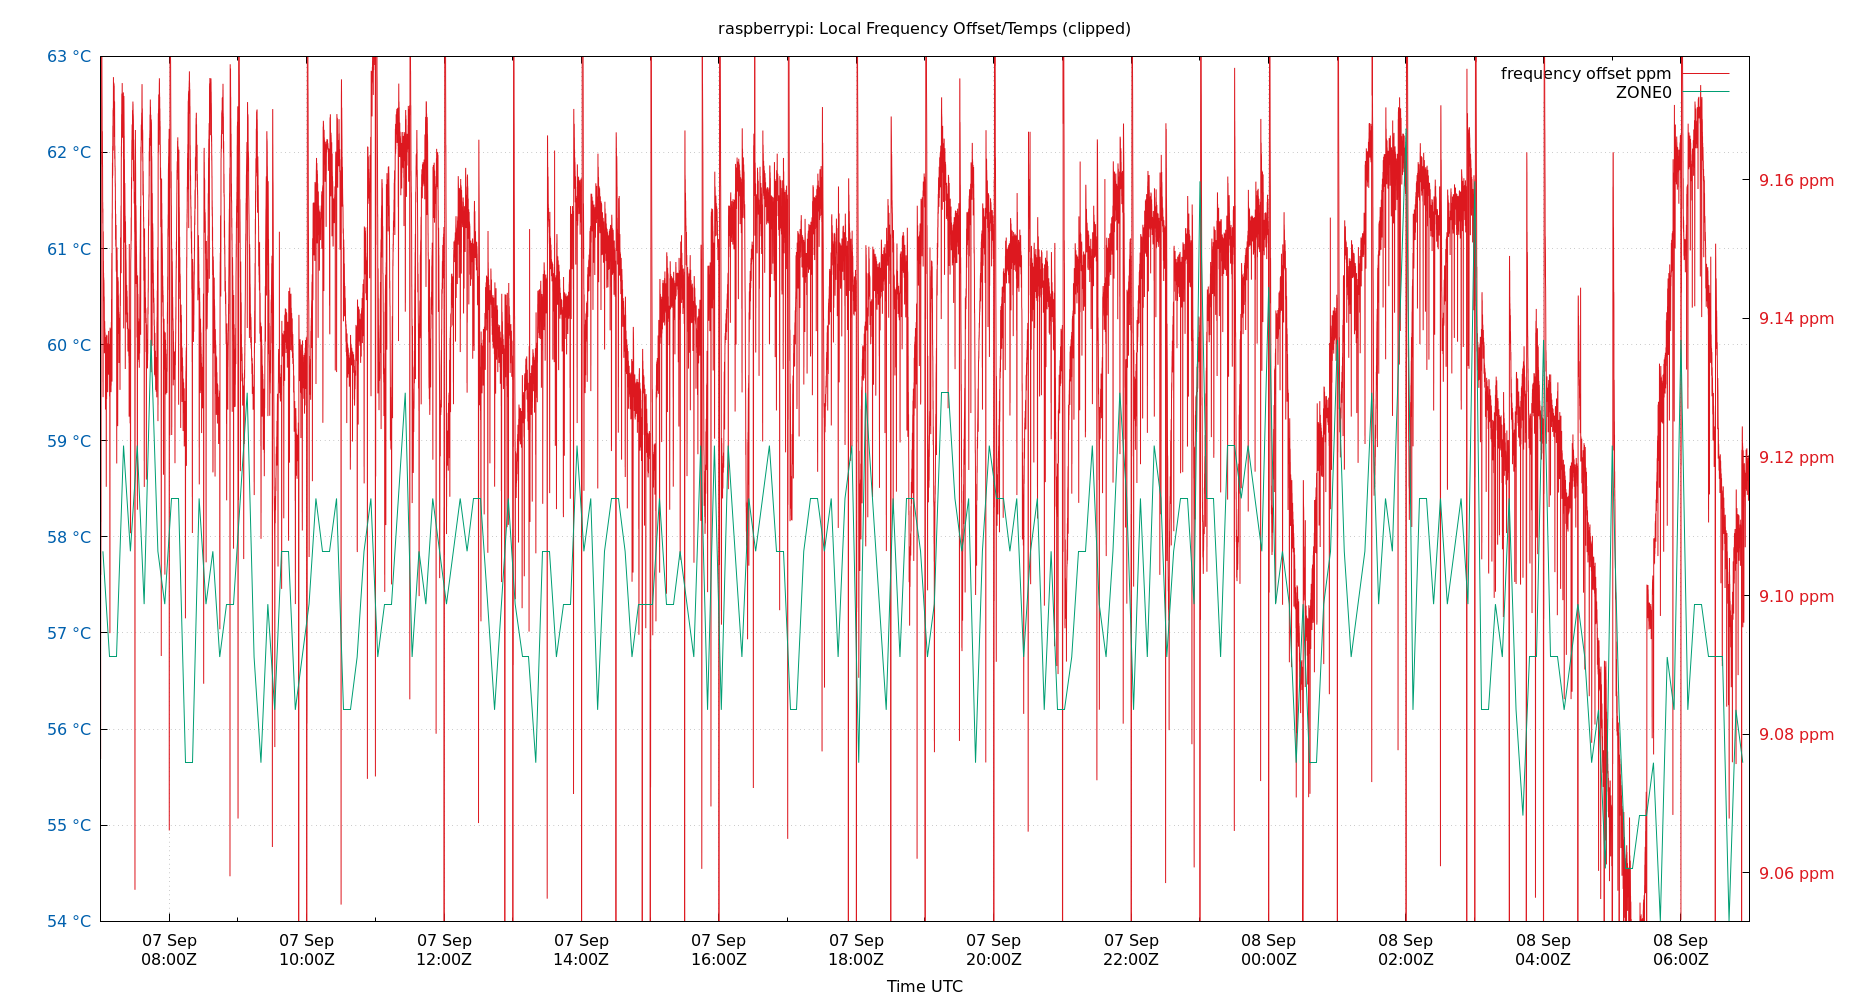 raspberrypi: Local Frequency Offset/Temps (clipped)
frequency offset ppm
ZONE0
63 °C
62 °C
61 °C
60 °C
59 °C
58 °C
57 °C
56 °C
55 °C
54 °C
9.16 ppm
9.14 ppm
9.12 ppm
9.10 ppm
9.08 ppm
9.06 ppm
07 Sep 07 Sep 07 Sep 07 Sep 07 Sep 07 Sep 07 Sep 07 Sep 08 Sep 08 Sep 08 Sep 08 Sep
08:00Z 10:00Z 12:00Z 14:00Z 16:00Z 18:00Z 20:00Z 22:00Z 00:00Z 02:00Z 04:00Z 06:00Z
Time UTC